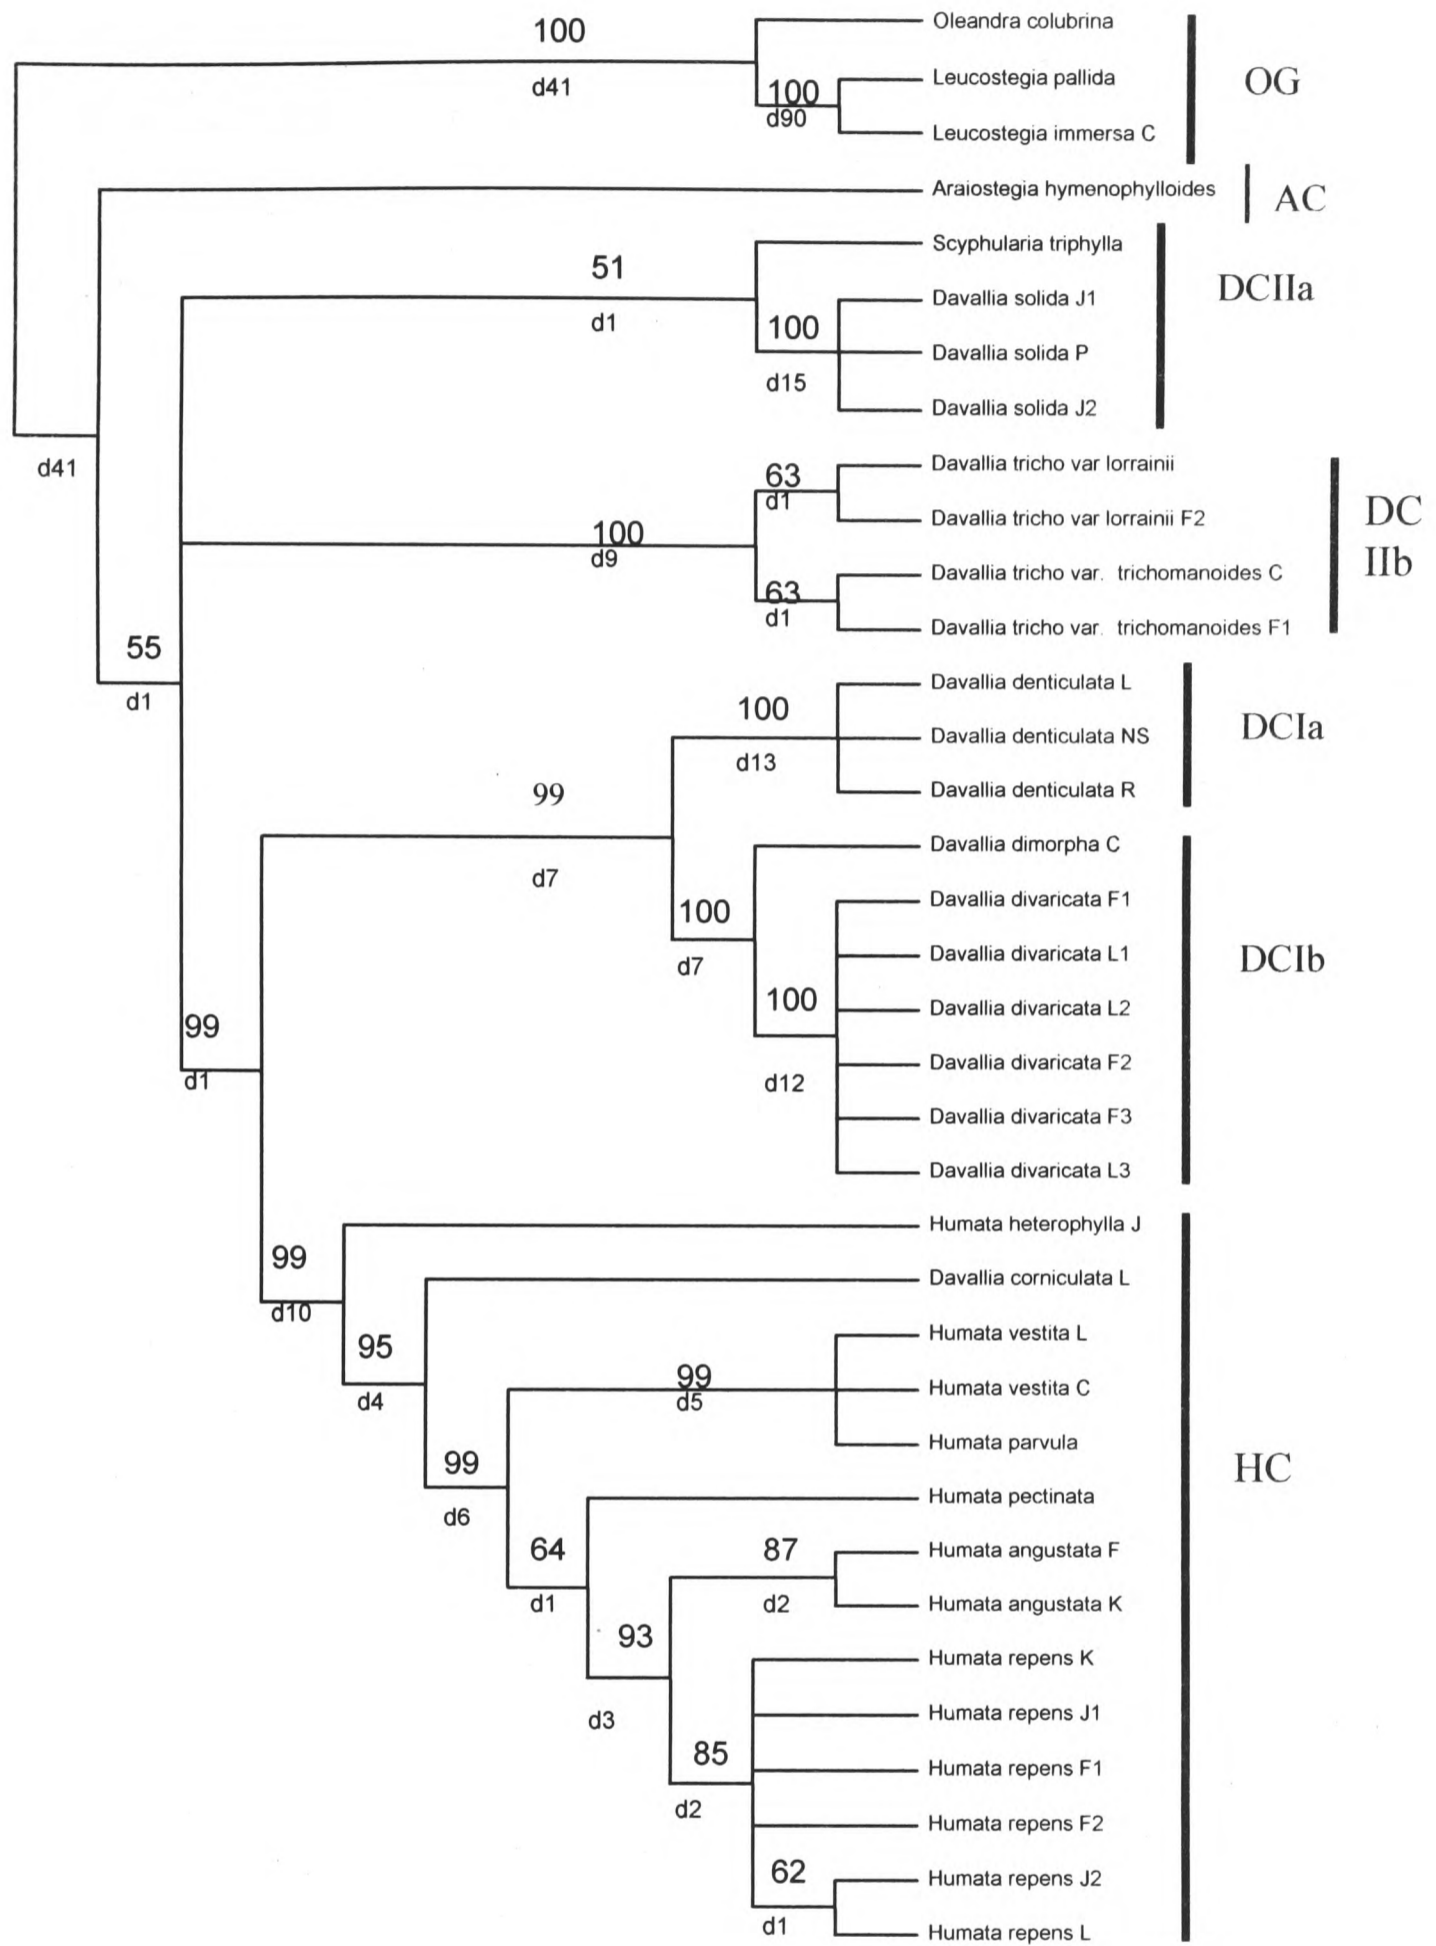 100
Oleandra colubrina
d41
Leucostegia pallida
OG
100
d90
Leucostegia immersa C
Araiostegia hymenophylloides
AC
Scyphularia triphylla
51
DCIIa
d1
Davallia solida J1
100
Davallia solida P
d15
Davallia solida J2
d41
Davallia tricho var lorrainii
63
d1
DC
Davallia tricho var lorrainii F2
100
d9
IIb
Davallia tricho var. trichomanoides C
63
d1
Davallia tricho var. trichomanoides F1
55
d1
Davallia denticulata L
100
DCIa
Davallia denticulata NS
d13
99
Davallia denticulata R
Davallia dimorpha C
d7
100
Davallia divaricata F1
d7
Davallia divaricata L1
DCIb
100
Davallia divaricata L2
99
d1
Davallia divaricata F2
d12
Davallia divaricata F3
Davallia divaricata L3
Humata heterophylla J
99
Davallia corniculata L
d10
95
Humata vestita L
d4
99
d5
Humata vestita C
Humata parvula
99
HC
d6
Humata pectinata
64
87
Humata angustata F
d1
d2
Humata angustata K
93
Humata repens K
d3
Humata repens J1
85
Humata repens F1
d2
Humata repens F2
62
Humata repens J2
d1
Humata repens L